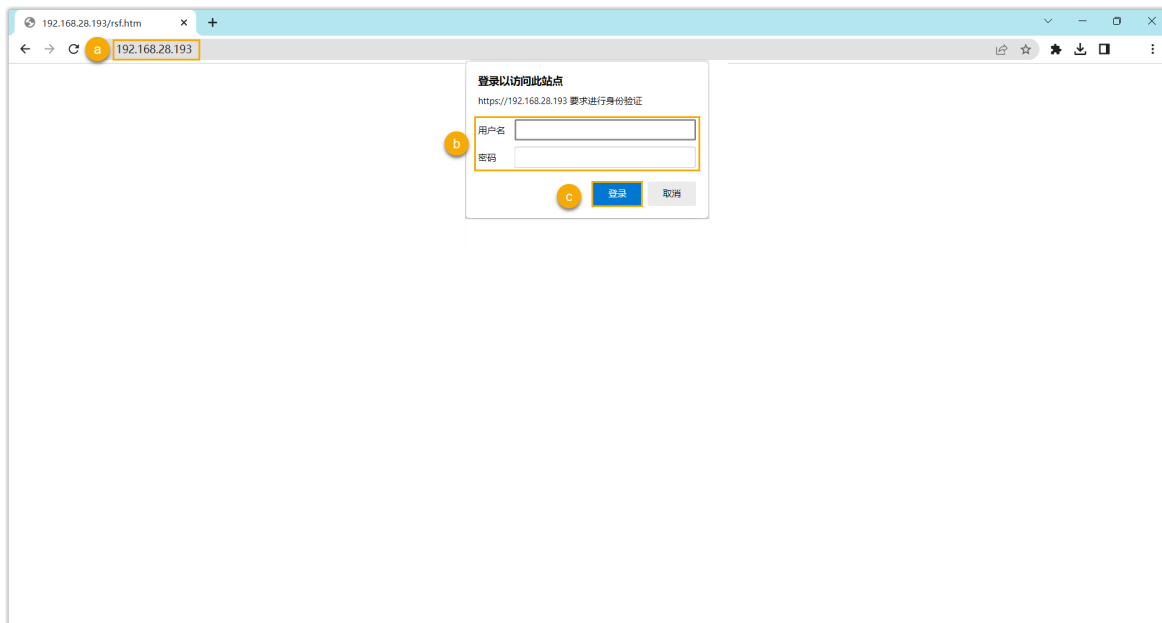 192.168.28.193/rsf.htm
a 192.168.28.193
登录以访问此站点
https://192.168.28.193 要求进行身份验证
用户名
b
密码
c 登录 取消